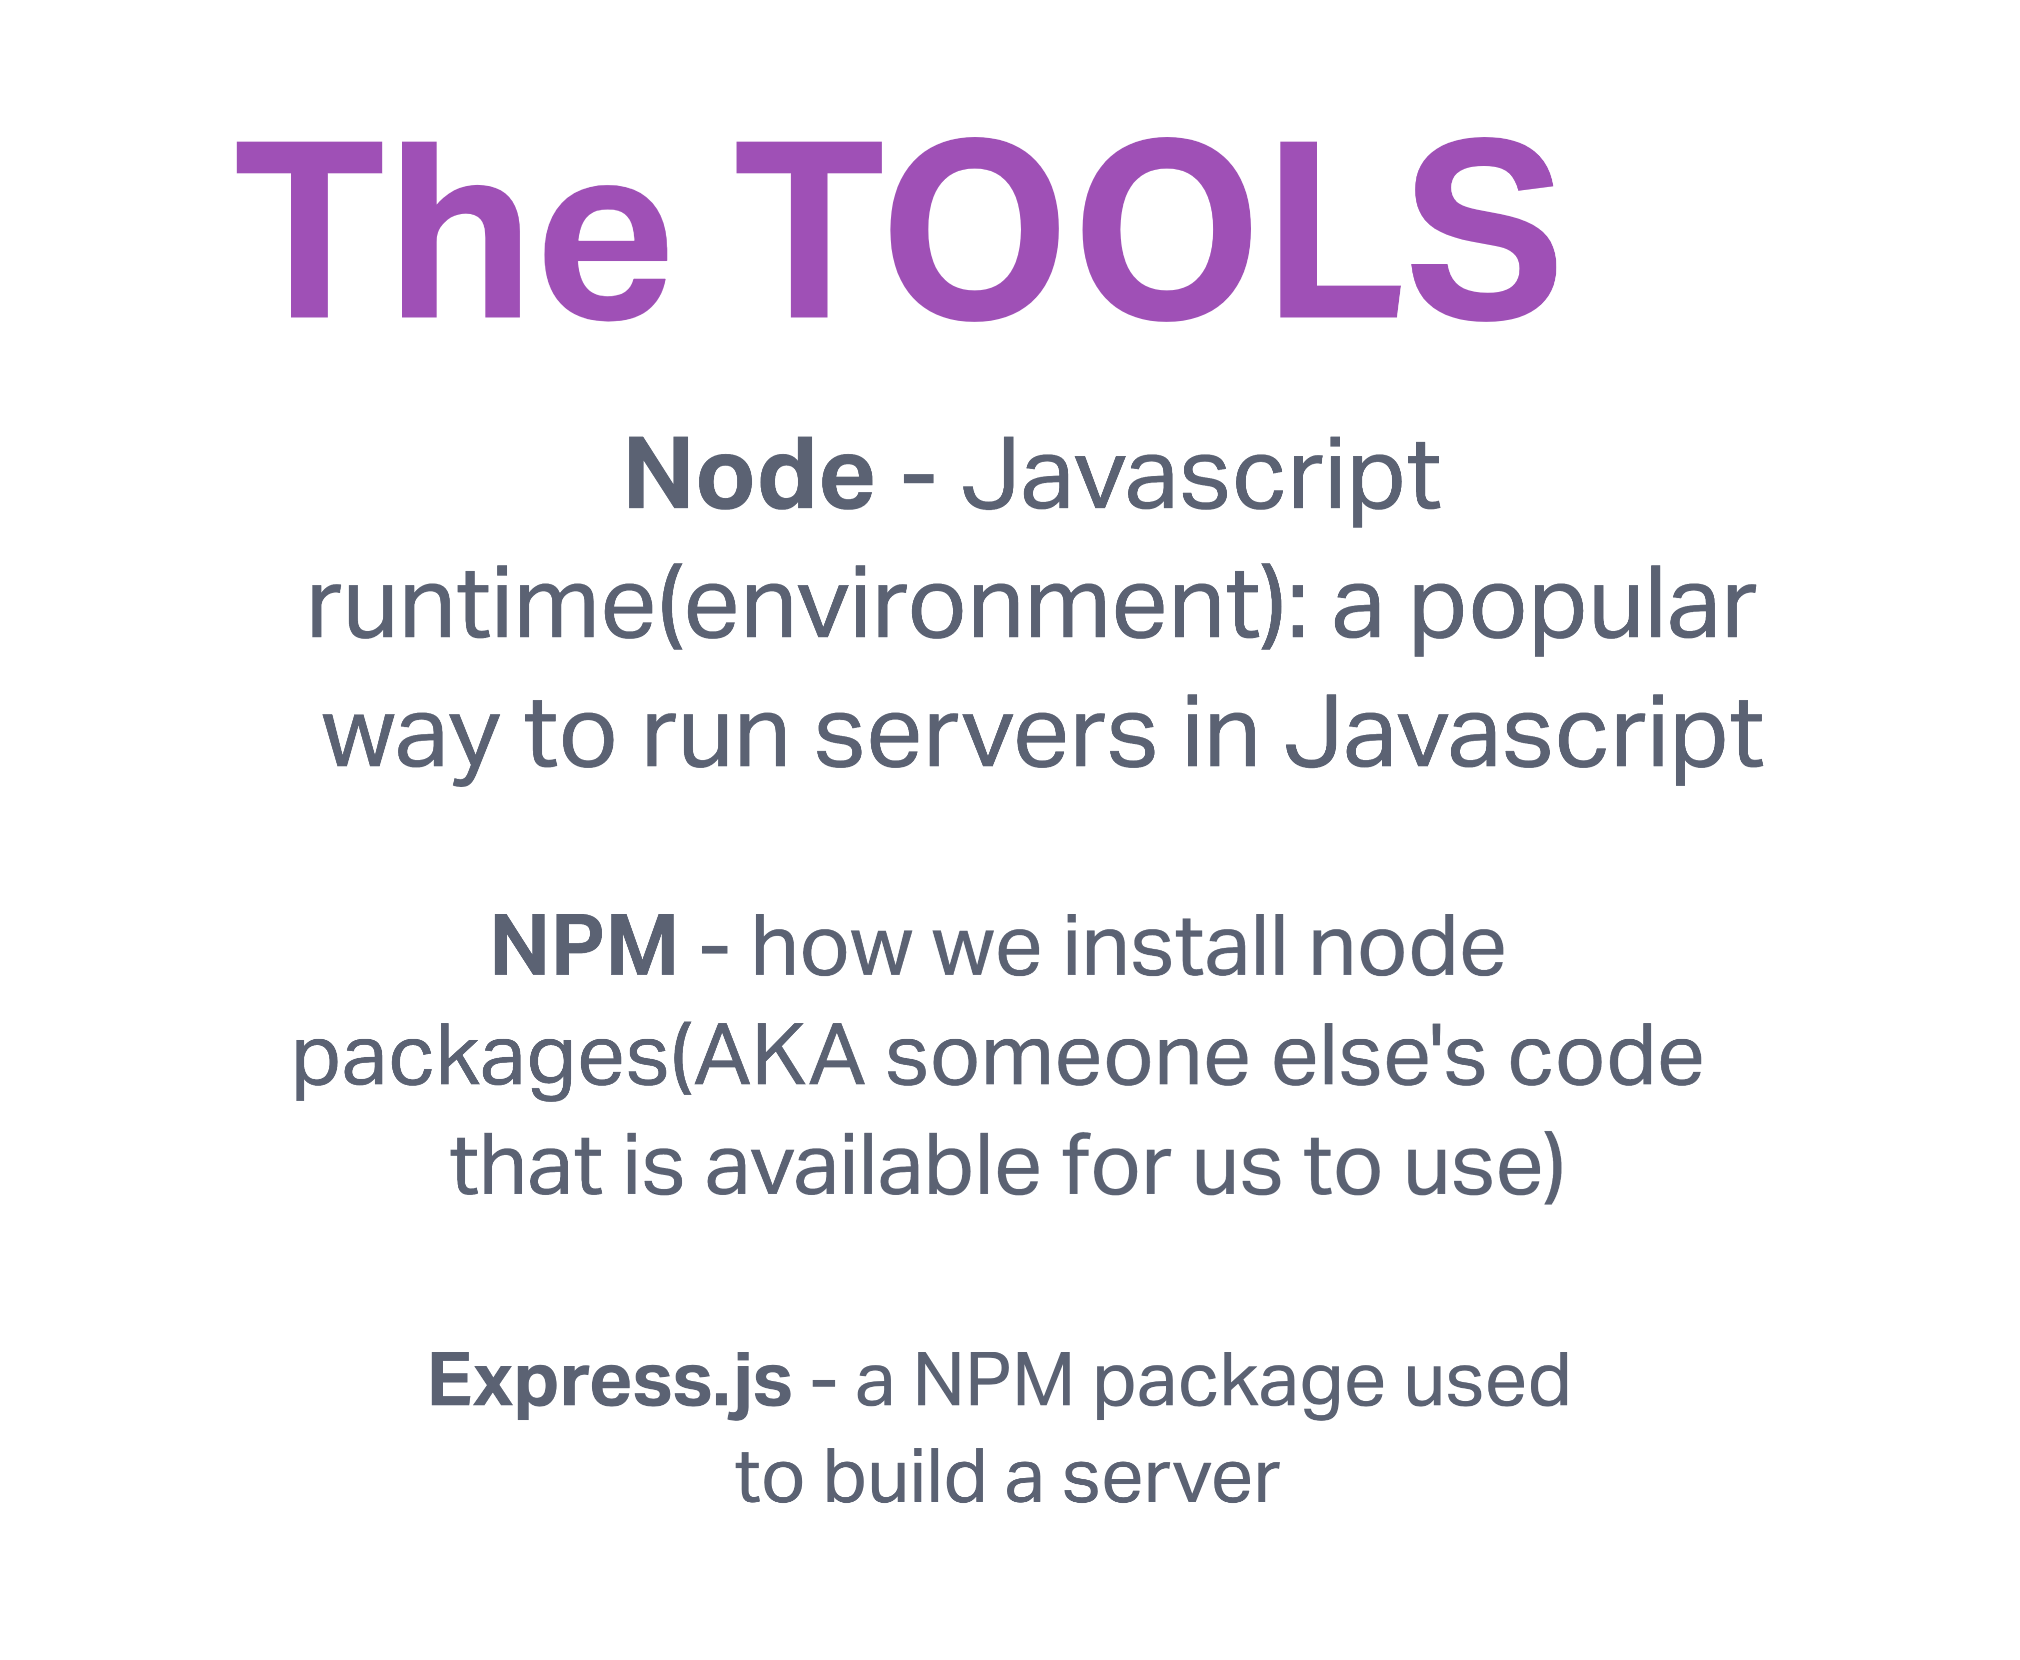 The TOOLS
Node - Javascript
runtime(environment): a popular
way to run servers in Javascript
NPM - how we install node
packages(AKA someone else's code
that is available for us to use)
Express.js - a NPM package used
to build a server